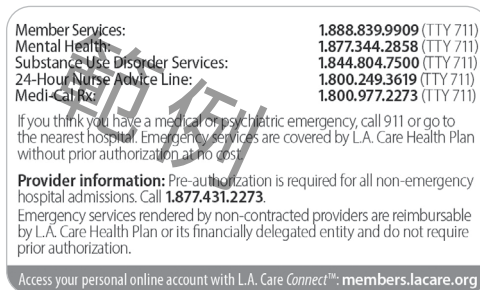 Member Services: 1.888.839.9909 (TTY 711)
Mental Health: 1.877.344.2858 (TTY 711)
Substance Use Disorder Services: 1.844.804.7500 (TTY 711)
24-Hour Nurse Advice Line: 1.800.249.3619 (TTY 711)
Medi-Cal Rx: 1.800.977.2273 (TTY 711)
If you think you have a medical or psychiatric emergency, call 911 or go to
the nearest hospital. Emergency services are covered by L.A. Care Health Plan
without prior authorization at no cost.
Provider information: Pre-authorization is required for all non-emergency
hospital admissions. Call 1.877.431.2273.
Emergency services rendered by non-contracted providers are reimbursable
by L.A. Care Health Plan or its financially delegated entity and do not require
prior authorization.
Access your personal online account with L.A. Care Connect™: members.lacare.org
範例